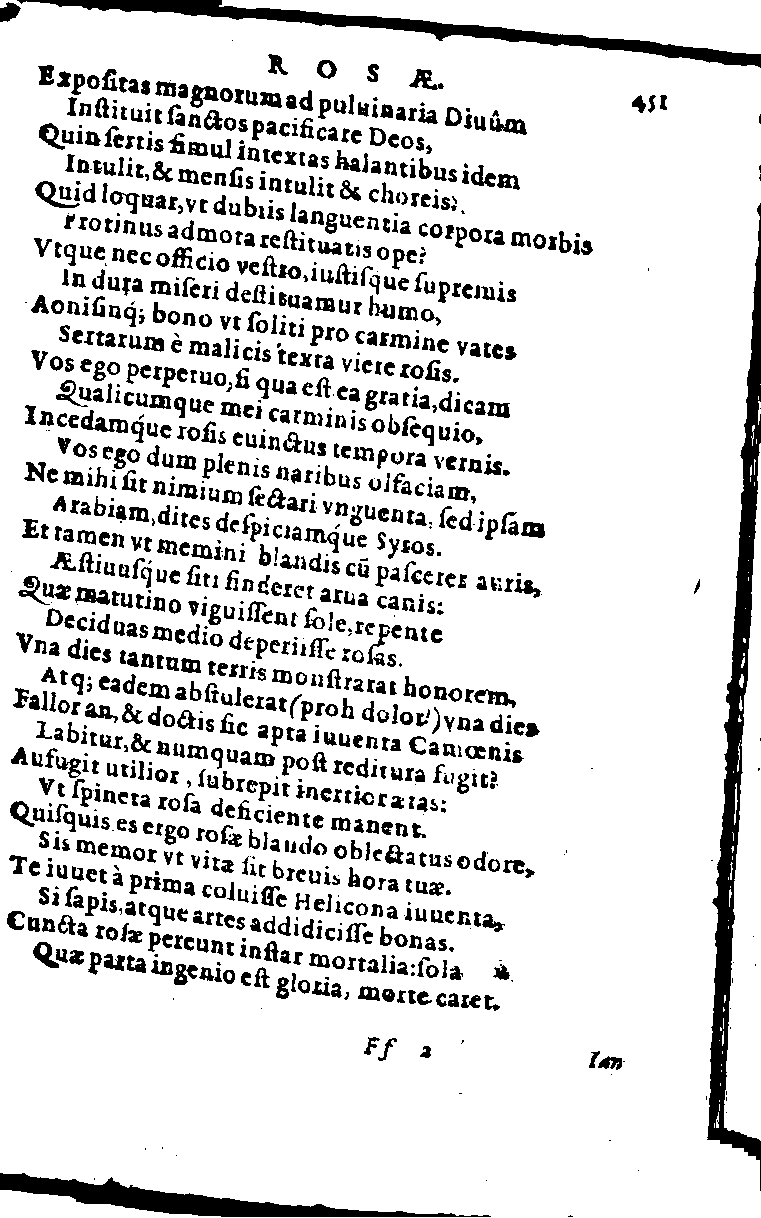 ROSÆ.
451
Expoſitas magnorum ad puluinaria Diuûm
Inſtituit ſanctos pacificare Deos,
Quin ſertis ſimul intextas halantibus idem
Intulit, & menſis intulit & choreis?
Quid loquar, vt dubiis languentia corpora morbis
Protinus admota reſtituatis ope?
Vtque nec officio veſtro, iuſtiſque ſupremis
In dura miſeri deſtituamur humo,
Aoniſinq́; bono vt ſoliti pro carmine vates
Sertarum è malicis texta viere roſis.
Vos ego perpetuo, ſi qua eſt ea gratia, dicam
Qualicumque mei carminis obſequio,
Incedamq́ue roſis euinctus tempora vernis.
Vos ego dum plenis naribus olfaciam,
Ne mihi ſit nimium ſectari vnguenta, ſed ipſam
Arabiam, dites deſpiciamq́ue Syros.
Et tamen vt memini blandis cū paſcerer auris,
Æſtiuuſq́ue ſiti finderet arua canis:
Quæ matutino viguiſſent ſole, repente
Deciduas medio deperiiſſe roſas.
Vna dies tantum terris monſtrarat honorem,
Atq; eadem abſtulerat (proh dolor!) vna dies
Fallor an, & doctis ſic apta iuuenta Camœnis
Labitur, & numquam poſt reditura fugit?
Aufugit utilior, ſubrepit inertior ætas:
Vt ſpineta roſa deficiente manent.
Quiſquis es ergo roſæ blando oblectatus odore,
Sis memor vt vitæ ſit breuis hora tuæ.
Te iuuet à prima coluiſſe Helicona iuuenta,
Si ſapis, atque artes addidiciſſe bonas.
Cuncta roſæ pereunt inſtar mortalia: ſola
Quæ parta ingenio eſt gloria, morte caret.
Ff 2
Ian